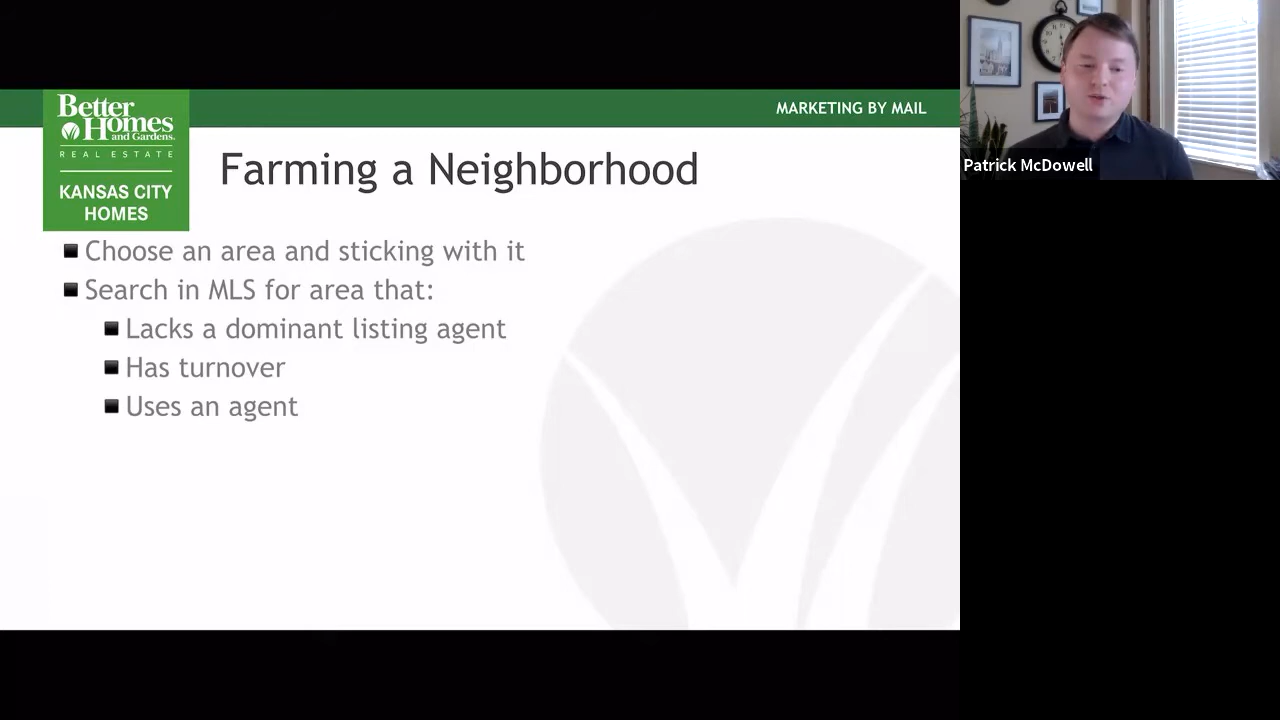 Better
Homes
and Gardens.
REAL ESTATE
KANSAS CITY
HOMES
MARKETING BY MAIL
Farming a Neighborhood
Choose an area and sticking with it
Search in MLS for area that:
Lacks a dominant listing agent
Has turnover
Uses an agent
Patrick McDowell